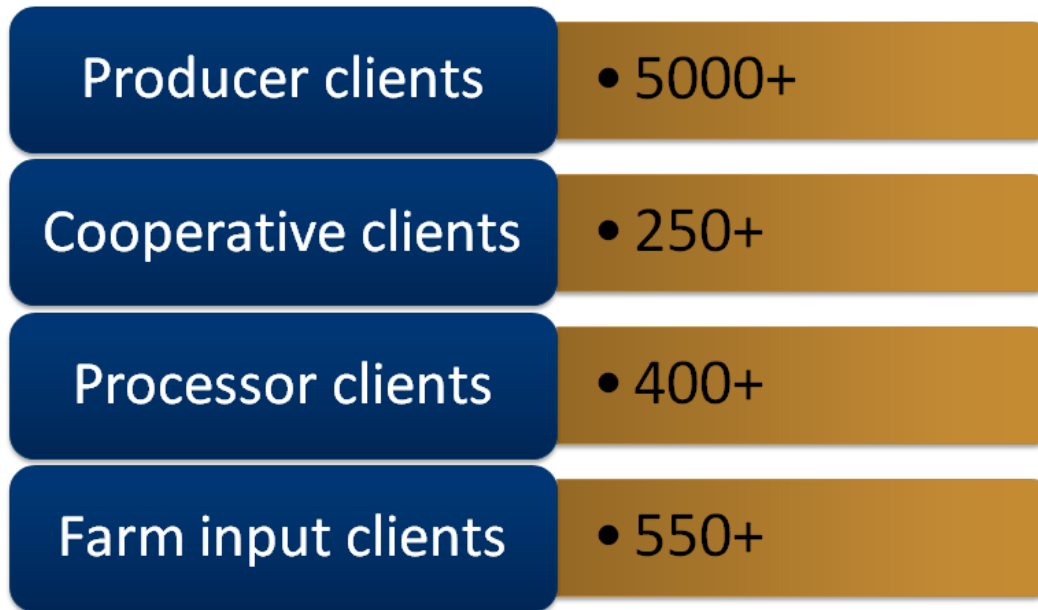 Producer clients
• 5000+
Cooperative clients
• 250+
Processor clients
• 400+
Farm input clients
• 550+